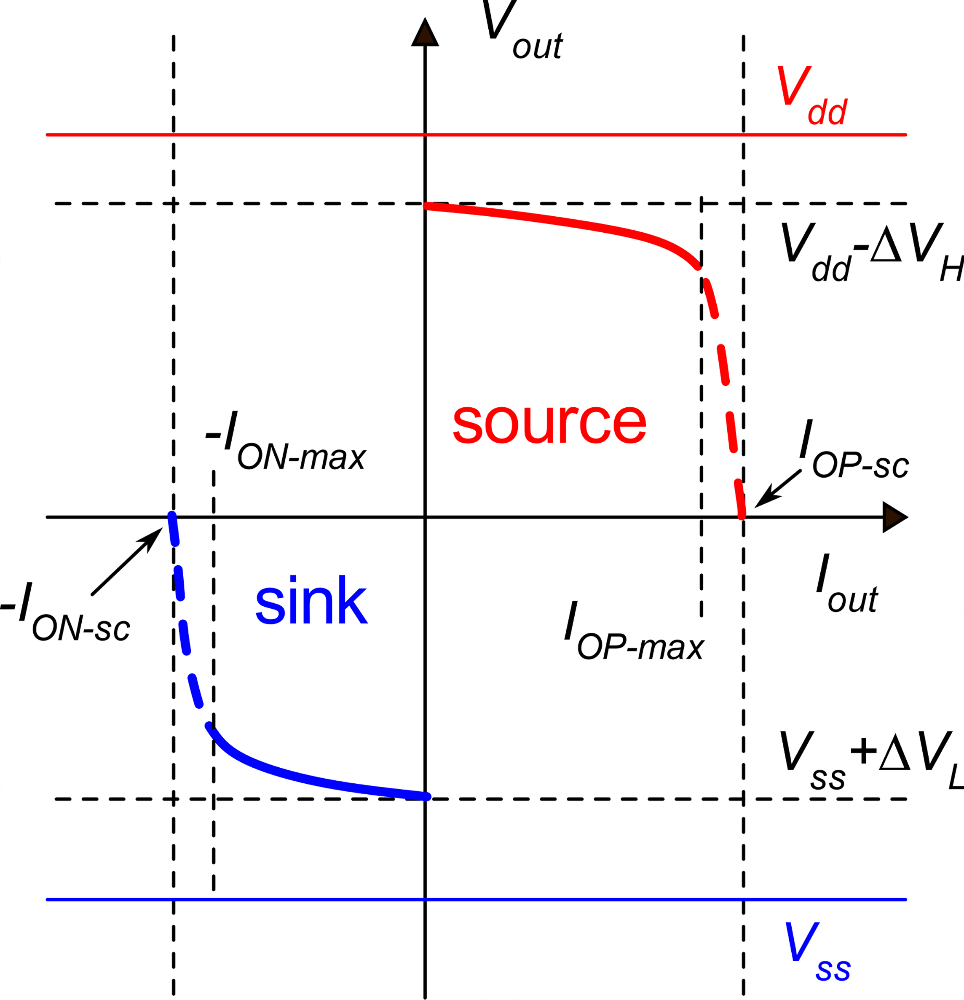 Vout
Vdd
Vdd-ΔVH
source
-ION-max
IOP-sc
Iout
sink
-ION-sc
IOP-max
Vss+ΔVL
Vss